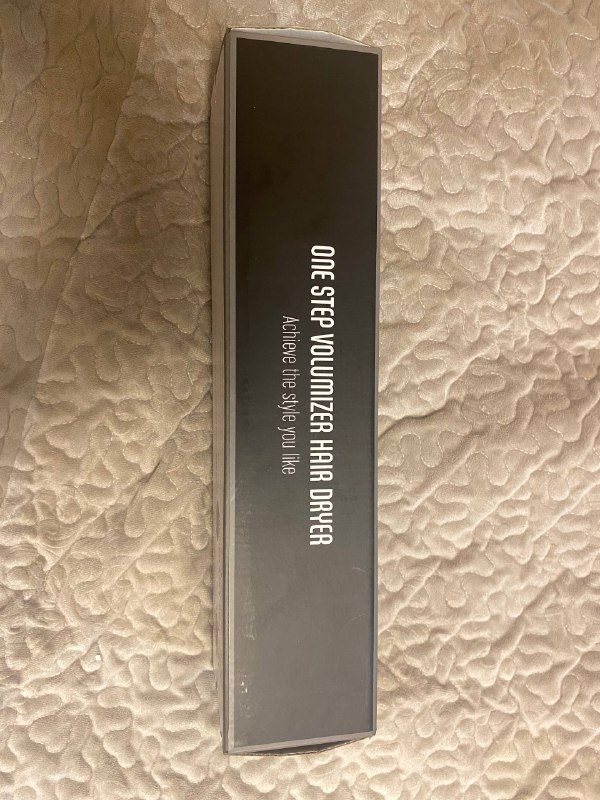 ONE STEP VOLUMIZER HAIR DRYER
Achieve the style you like